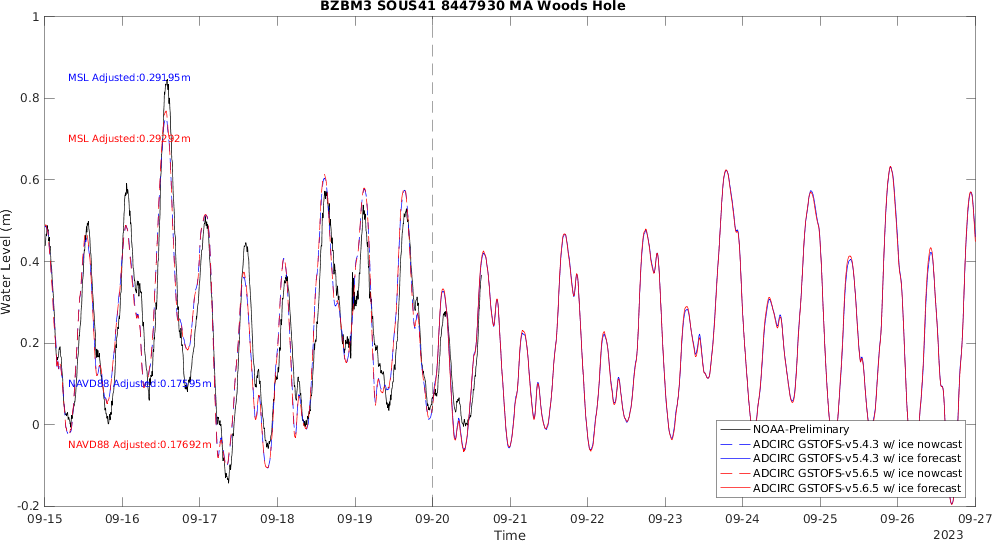 BZBM3 SOUS41 8447930 MA Woods Hole
1
0.8
0.6
0.4
0.2
0
-0.2
Water Level (m)
MSL Adjusted:0.29195m
MSL Adjusted:0.29292m
NAVD88 Adjusted:0.17595m
NAVD88 Adjusted:0.17692m
NOAA-Preliminary
ADCIRC GSTOFS-v5.4.3 w/ ice nowcast
ADCIRC GSTOFS-v5.4.3 w/ ice forecast
ADCIRC GSTOFS-v5.6.5 w/ ice nowcast
ADCIRC GSTOFS-v5.6.5 w/ ice forecast
09-15 09-16 09-17 09-18 09-19 09-20 09-21 09-22 09-23 09-24 09-25 09-26 09-27
Time
2023